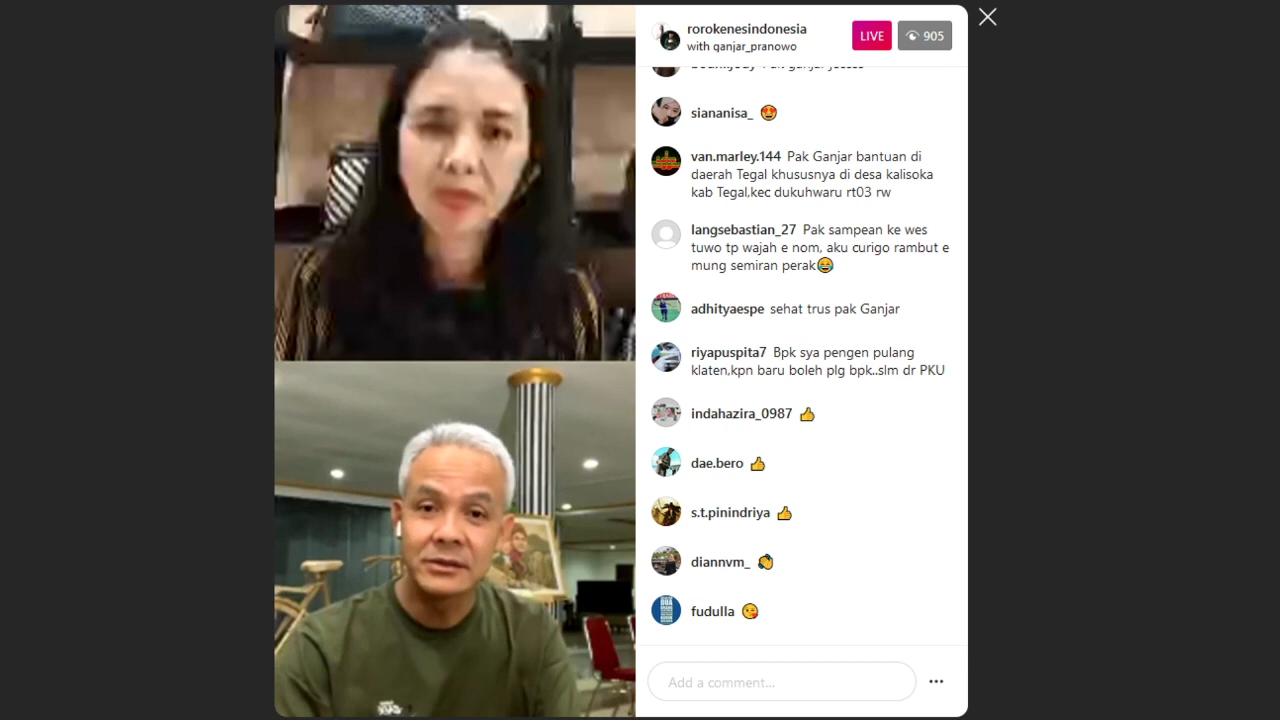 rorokenesindonesia
with ganjar_pranowo
LIVE
905
siananisa_ 😍
van.marley.144 Pak Ganjar bantuan di
daerah Tegal khususnya di desa kalisoka
kab Tegal,kec dukuhwaru rt03 rw
langsebastian_27 Pak sampean ke wes
tuwo tp wajah e nom, aku curigo rambut e
mung semiran perak😂
adhityaespe sehat trus pak Ganjar
riyapuspita7 Bpk sya pengen pulang
klaten,kpn baru boleh plg bpk..slm dr PKU
indahazira_0987 👍
dae.bero 👍
s.t.pinindriya 👍
diannvm_ 👏
fudulla 😘
Add a comment...